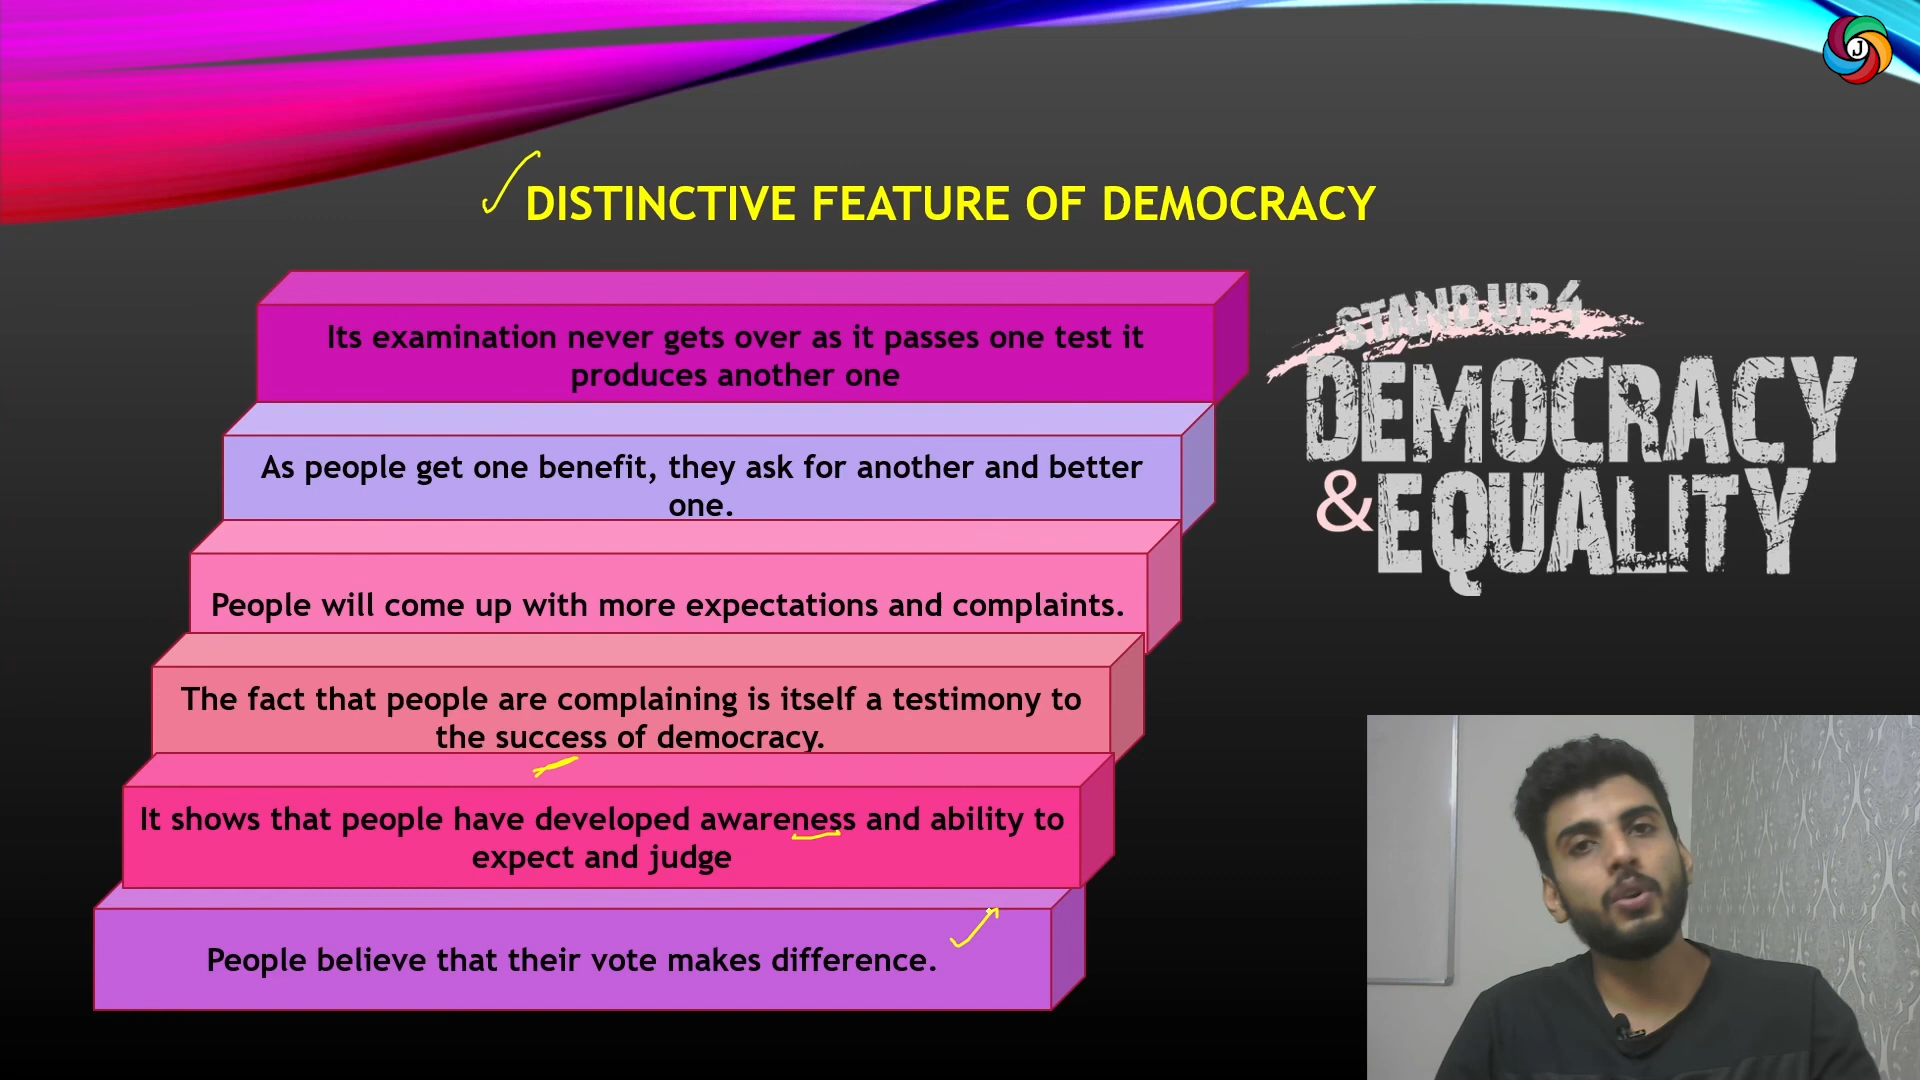 J
DISTINCTIVE FEATURE OF DEMOCRACY
Its examination never gets over as it passes one test it
produces another one
As people get one benefit, they ask for another and better
one.
People will come up with more expectations and complaints.
The fact that people are complaining is itself a testimony to
the success of democracy.
It shows that people have developed awareness and ability to
expect and judge
People believe that their vote makes difference.
STAND UP 4
DEMOCRACY
&EQUALITY